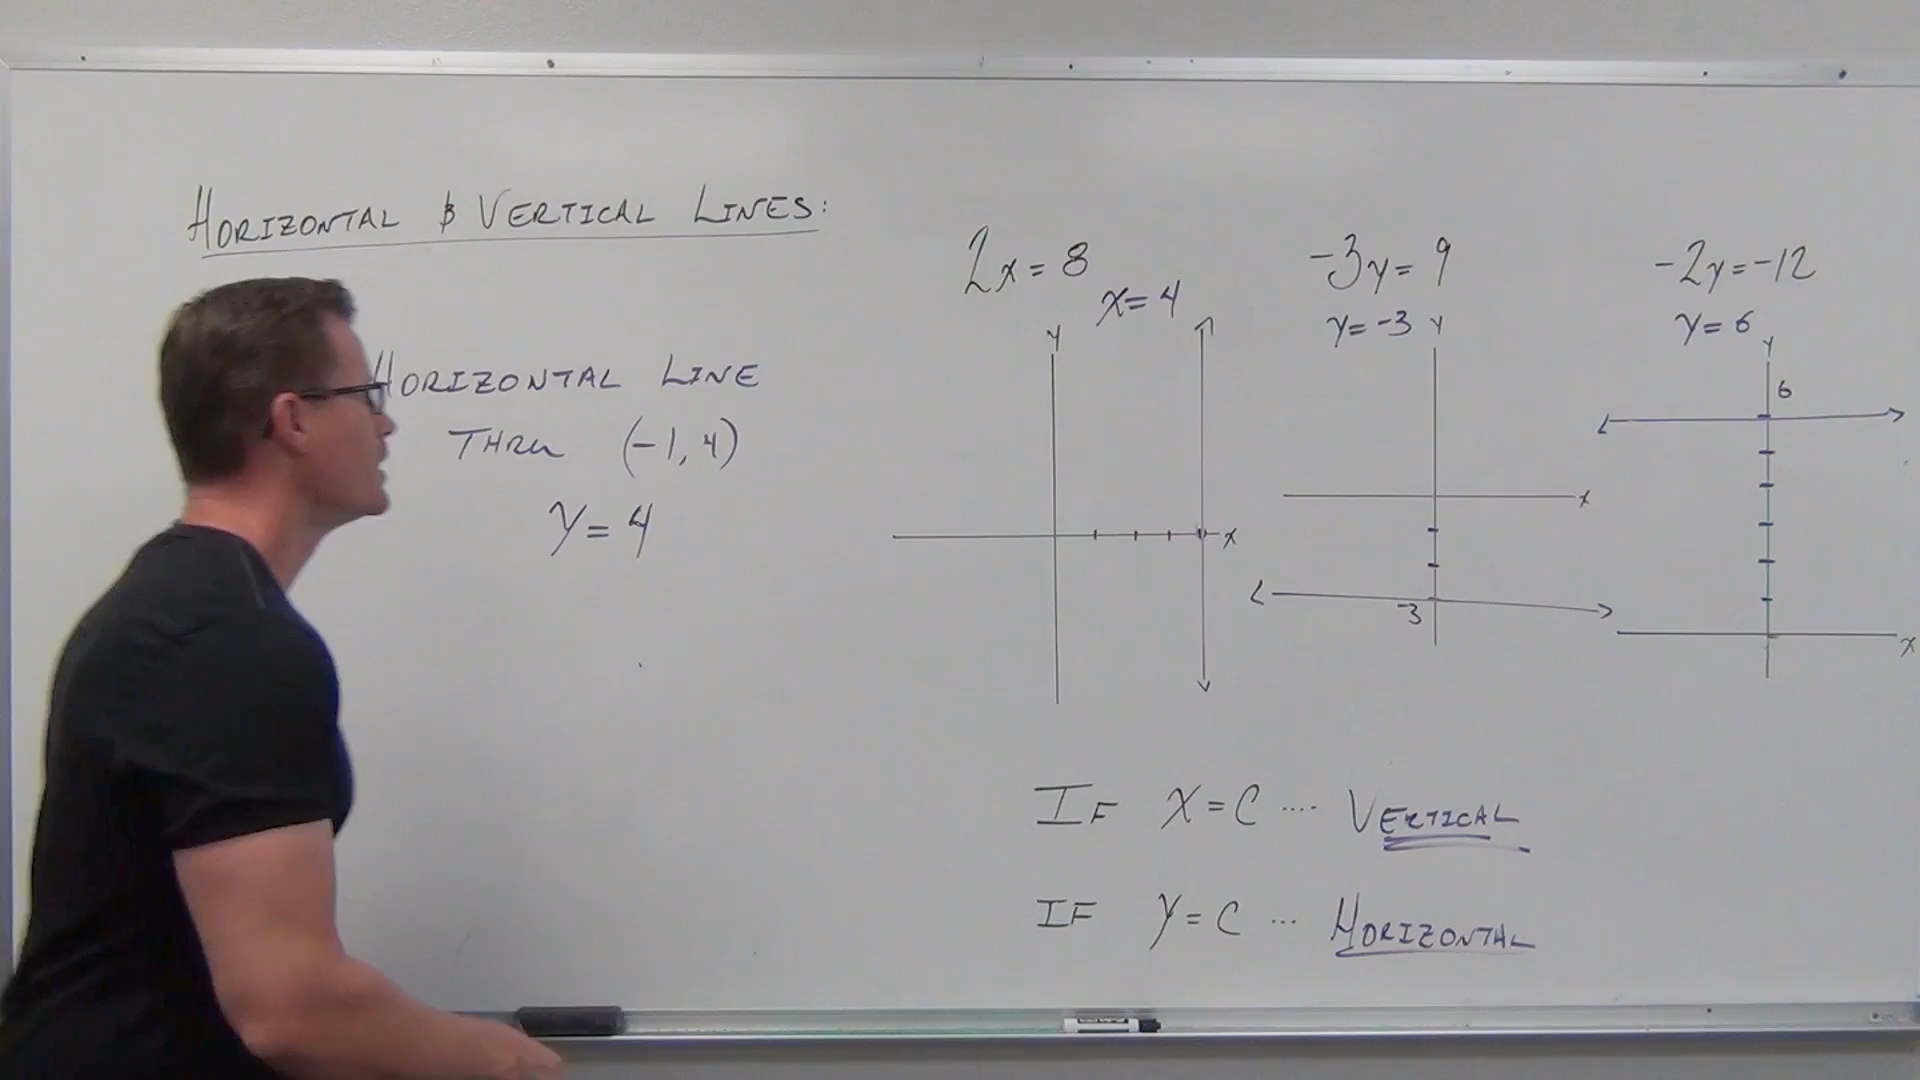 HORIZONTAL & VERTICAL LINES:
HORIZONTAL LINE
THRU (-1,4)
y = 4
2x = 8
x = 4
y
x
-3y = 9
y = -3
y
x
-3
-2y = -12
y = 6
y
6
x
IF x = C .... VERTICAL
IF y = C ... HORIZONTAL